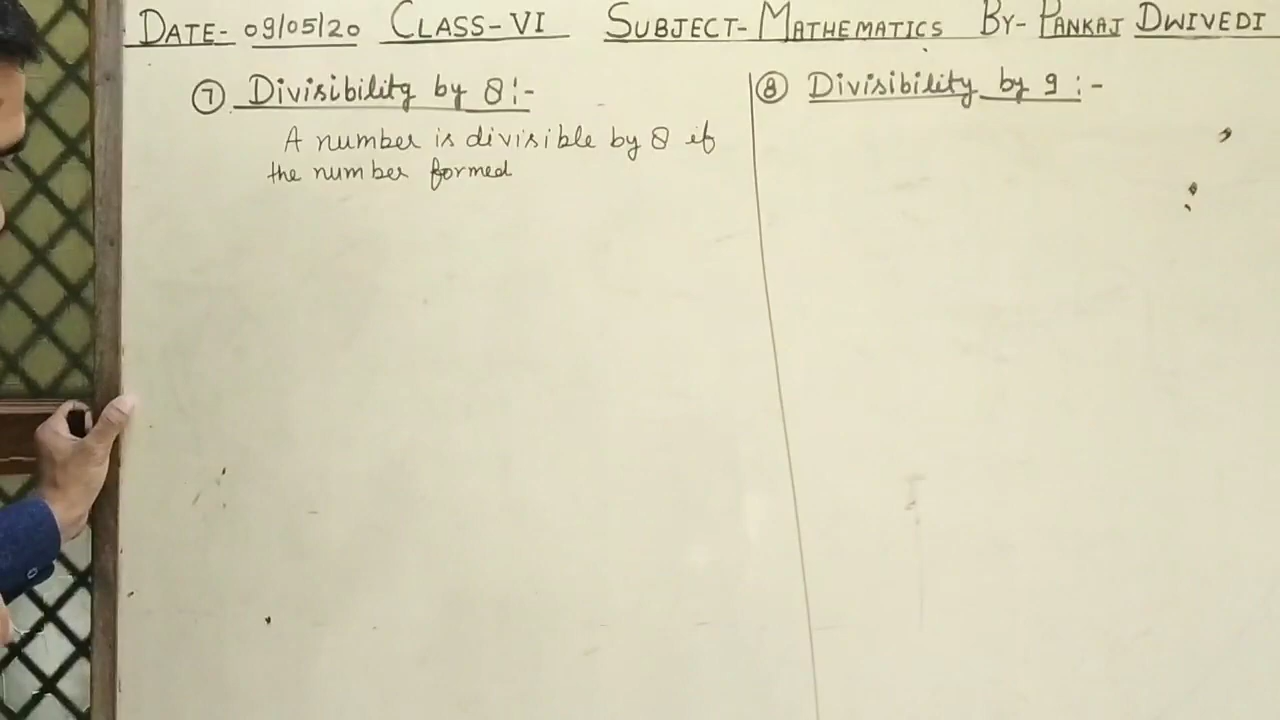 DATE- 09/05/20 CLASS-VI SUBJECT- MATHEMATICS BY- PANKAJ DWIVEDI
⑦ Divisibility by 8:-
A number is divisible by 8 if
the number formed
⑧ Divisibility by 9:-